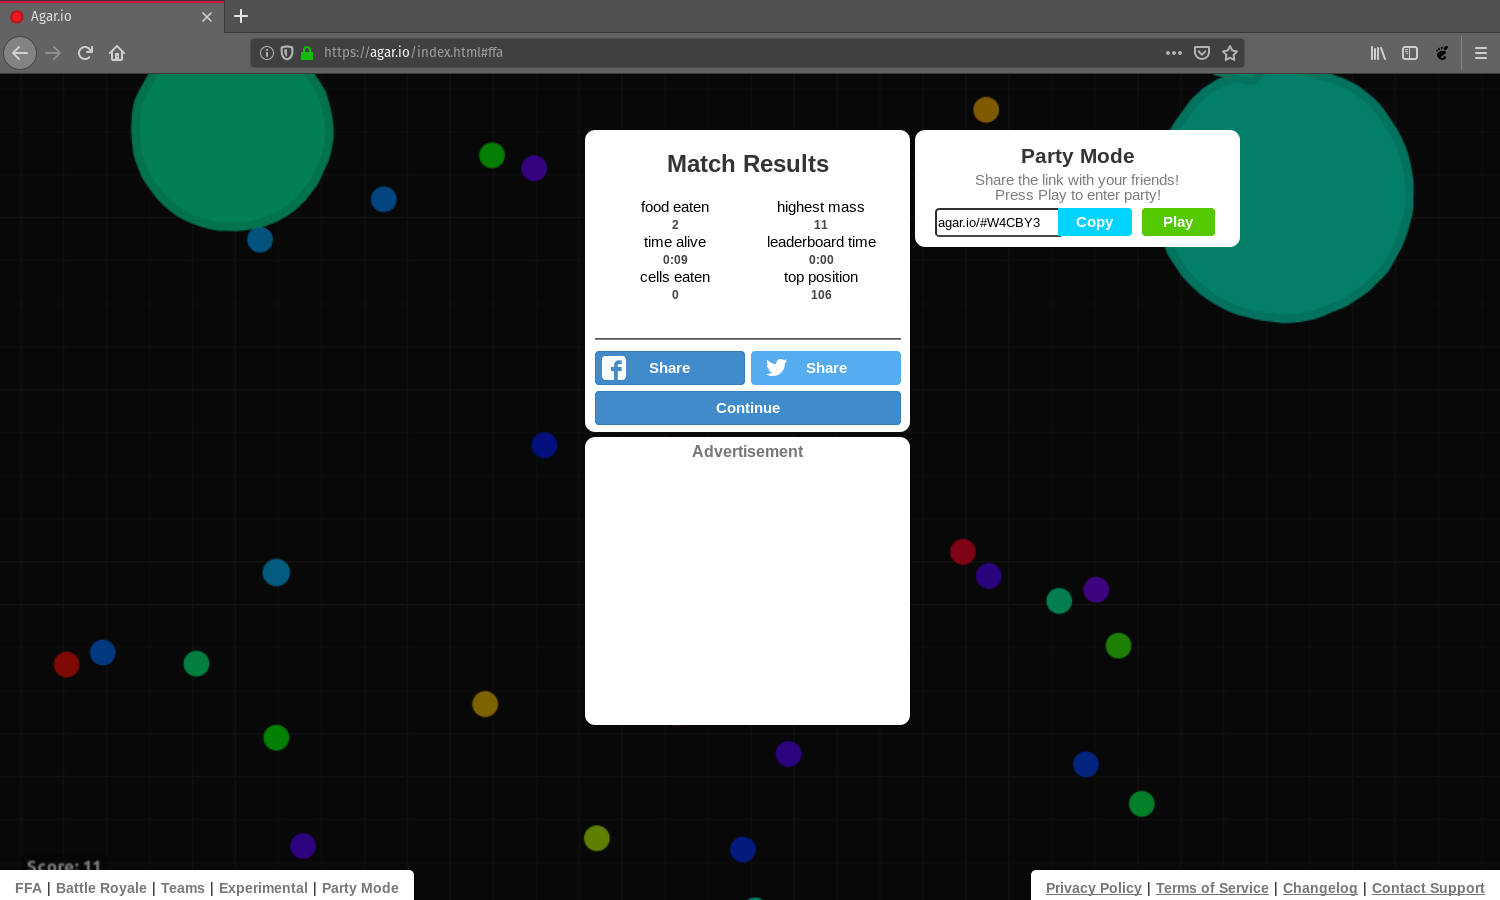 Agar.io
https://agar.io/index.html#ffa
Match Results
food eaten
2
highest mass
11
time alive
0:09
leaderboard time
0:00
cells eaten
0
top position
106
Share
Share
Continue
Advertisement
Party Mode
Share the link with your friends!
Press Play to enter party!
agar.io/#W4CBY3
Copy
Play
Score: 11
FFA | Battle Royale | Teams | Experimental | Party Mode
Privacy Policy | Terms of Service | Changelog | Contact Support